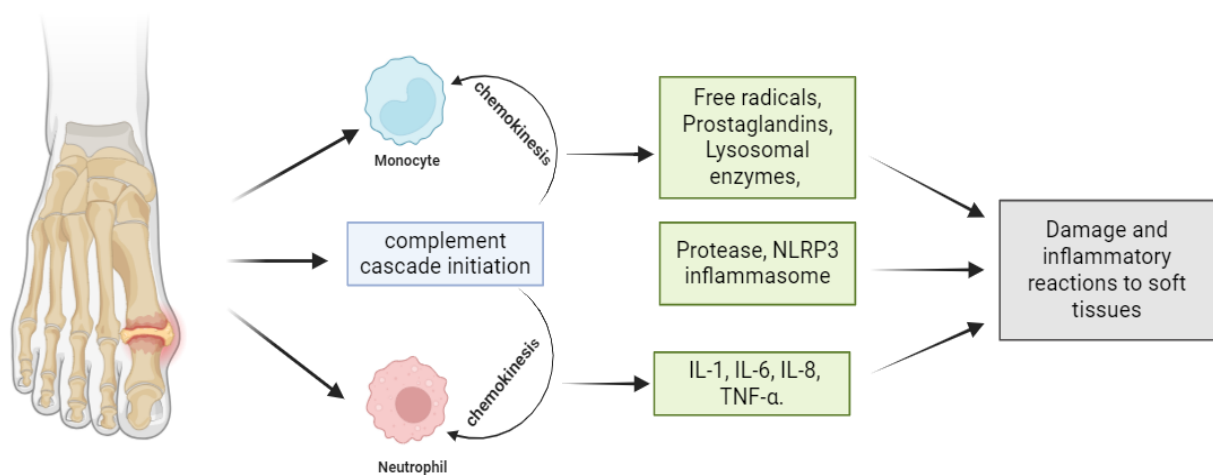 Monocyte
chemokinesis
complement
cascade initiation
chemokinesis
Neutrophil
Free radicals,
Prostaglandins,
Lysosomal
enzymes,
Protease, NLRP3
inflammasome
IL-1, IL-6, IL-8,
TNF-α.
Damage and
inflammatory
reactions to soft
tissues